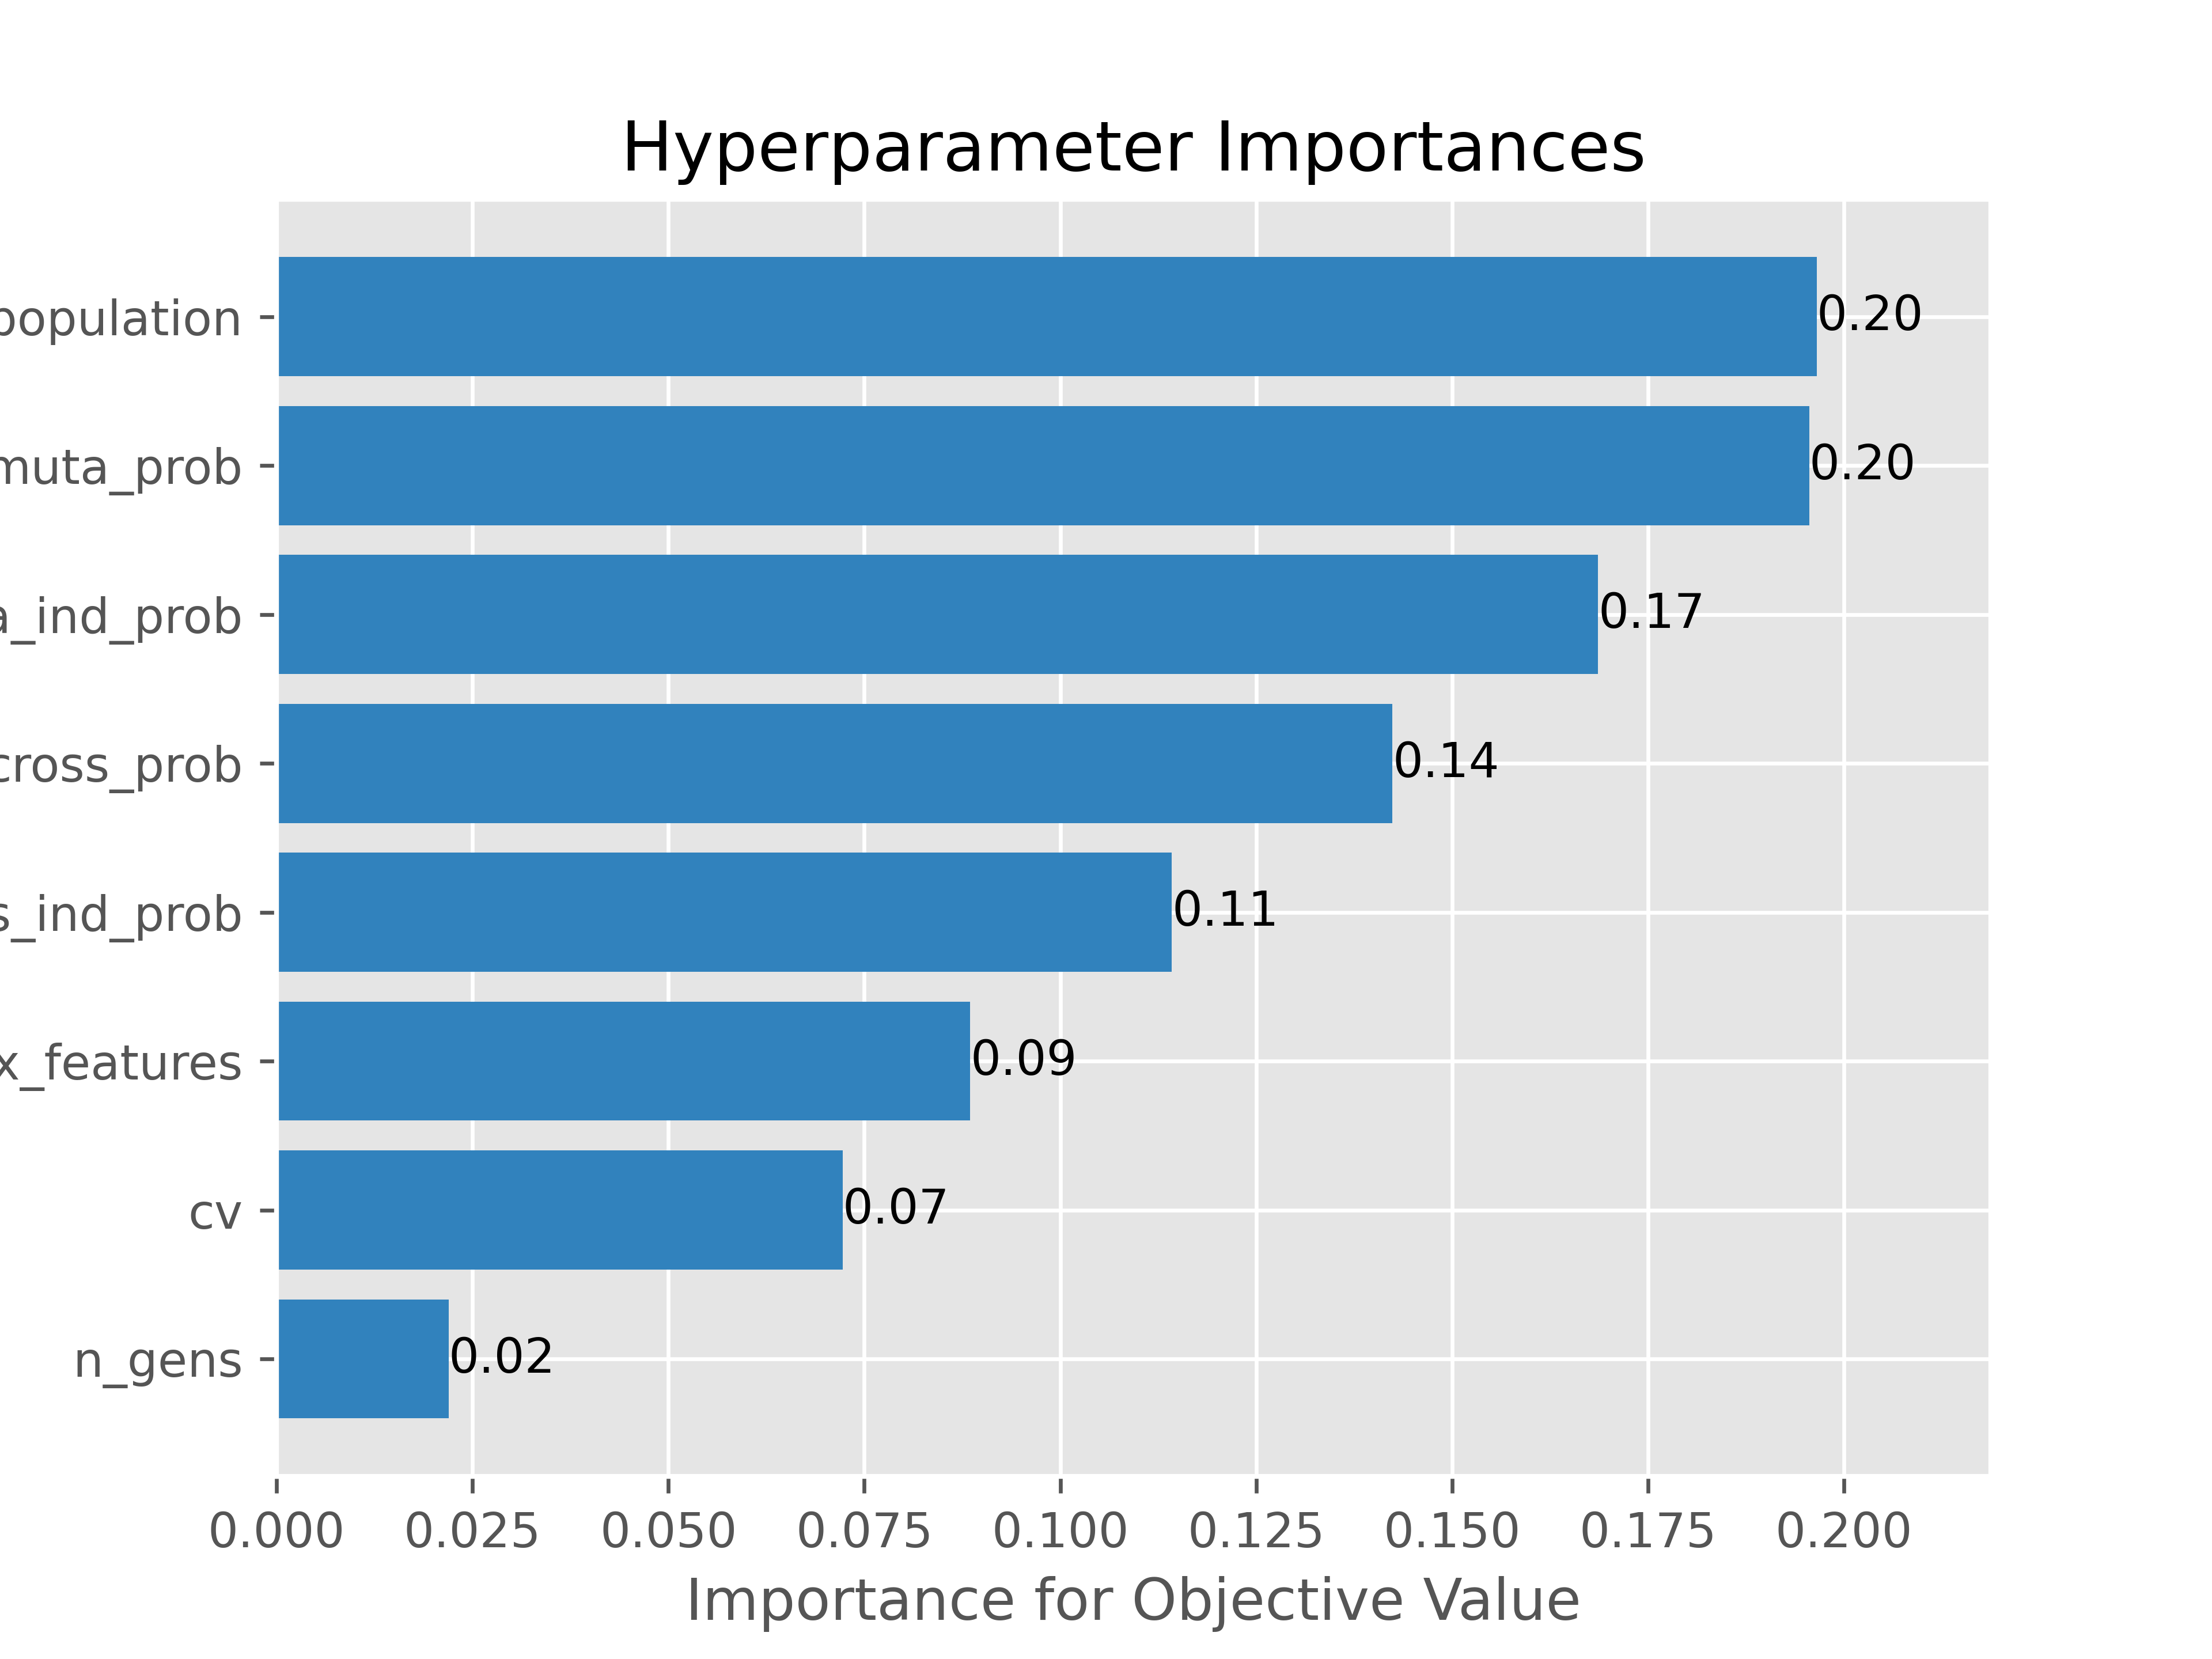 Hyperparameter Importances
population
0.20
muta_prob
0.20
a_ind_prob
0.17
cross_prob
0.14
s_ind_prob
0.11
x_features
0.09
cv
0.07
n_gens
0.02
0.000 0.025 0.050 0.075 0.100 0.125 0.150 0.175 0.200
Importance for Objective Value